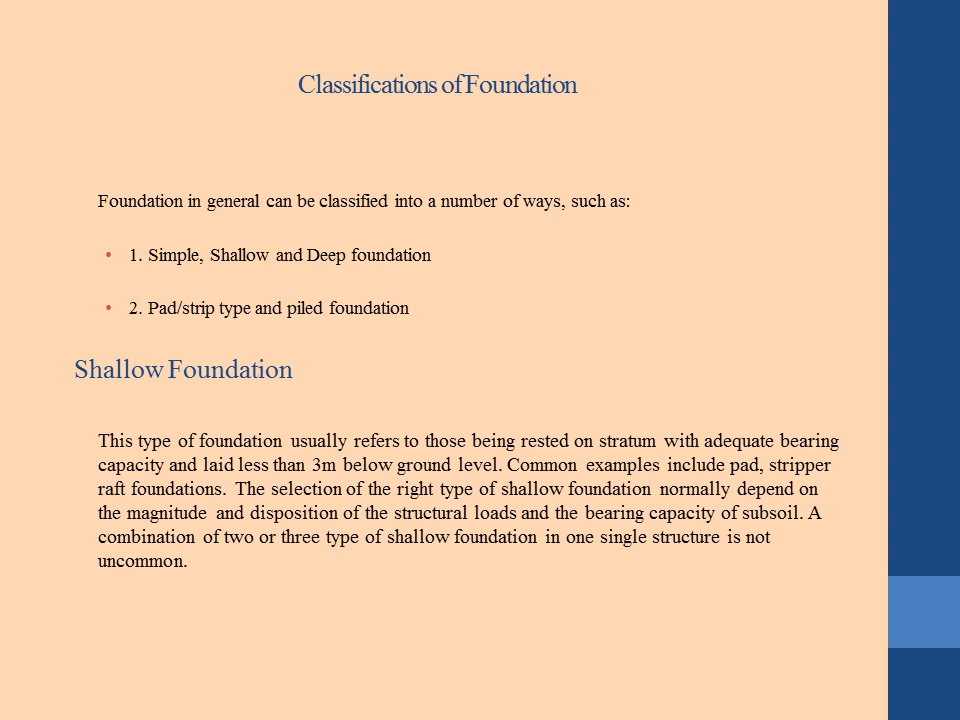 Classifications of Foundation
Foundation in general can be classified into a number of ways, such as:
• 1. Simple, Shallow and Deep foundation
• 2. Pad/strip type and piled foundation
Shallow Foundation
This type of foundation usually refers to those being rested on stratum with adequate bearing
capacity and laid less than 3m below ground level. Common examples include pad, stripper
raft foundations. The selection of the right type of shallow foundation normally depend on
the magnitude and disposition of the structural loads and the bearing capacity of subsoil. A
combination of two or three type of shallow foundation in one single structure is not
uncommon.